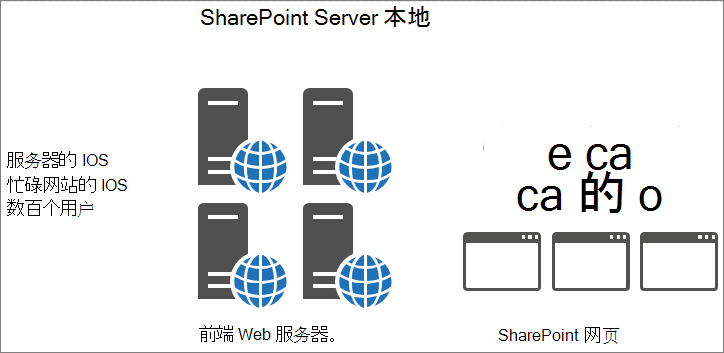 SharePoint Server 本地
服务器的 IOS
忙碌网站的 IOS
数百个用户
e ca
ca 的 o
前端 Web 服务器。
SharePoint 网页